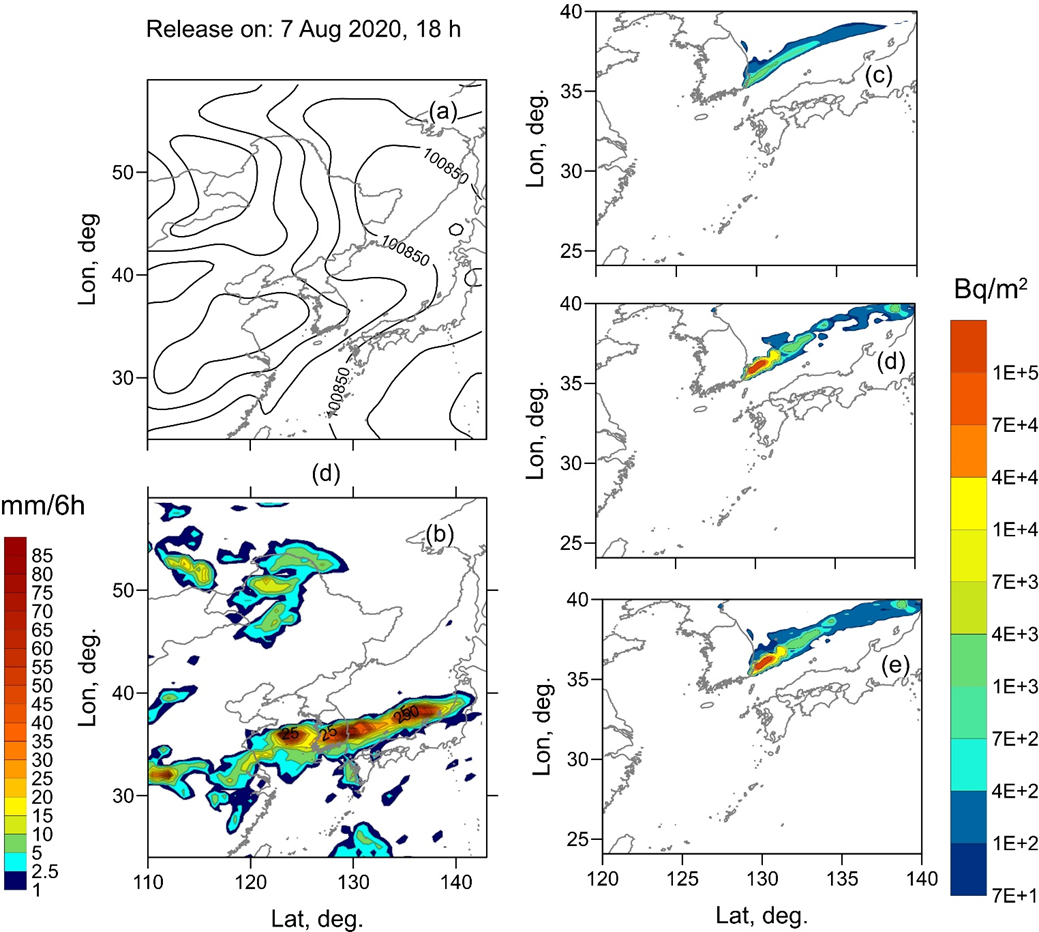 Release on: 7 Aug 2020, 18 h
(a)
Lon, deg
50
40
30
100850
100850
100850
(d)
mm/6h
85
80
75
70
65
60
55
50
45
40
35
30
25
20
15
10
5
2.5
1
(b)
Lon, deg.
50
40
30
25
25
250
110
120
130
140
Lat, deg.
(c)
Lon, deg.
40
35
30
25
(d)
Lon, deg.
40
35
30
25
(e)
Lon, deg.
40
35
30
25
120
125
130
135
140
Lat, deg.
Bq/m²
1E+5
7E+4
4E+4
1E+4
7E+3
4E+3
1E+3
7E+2
4E+2
1E+2
7E+1